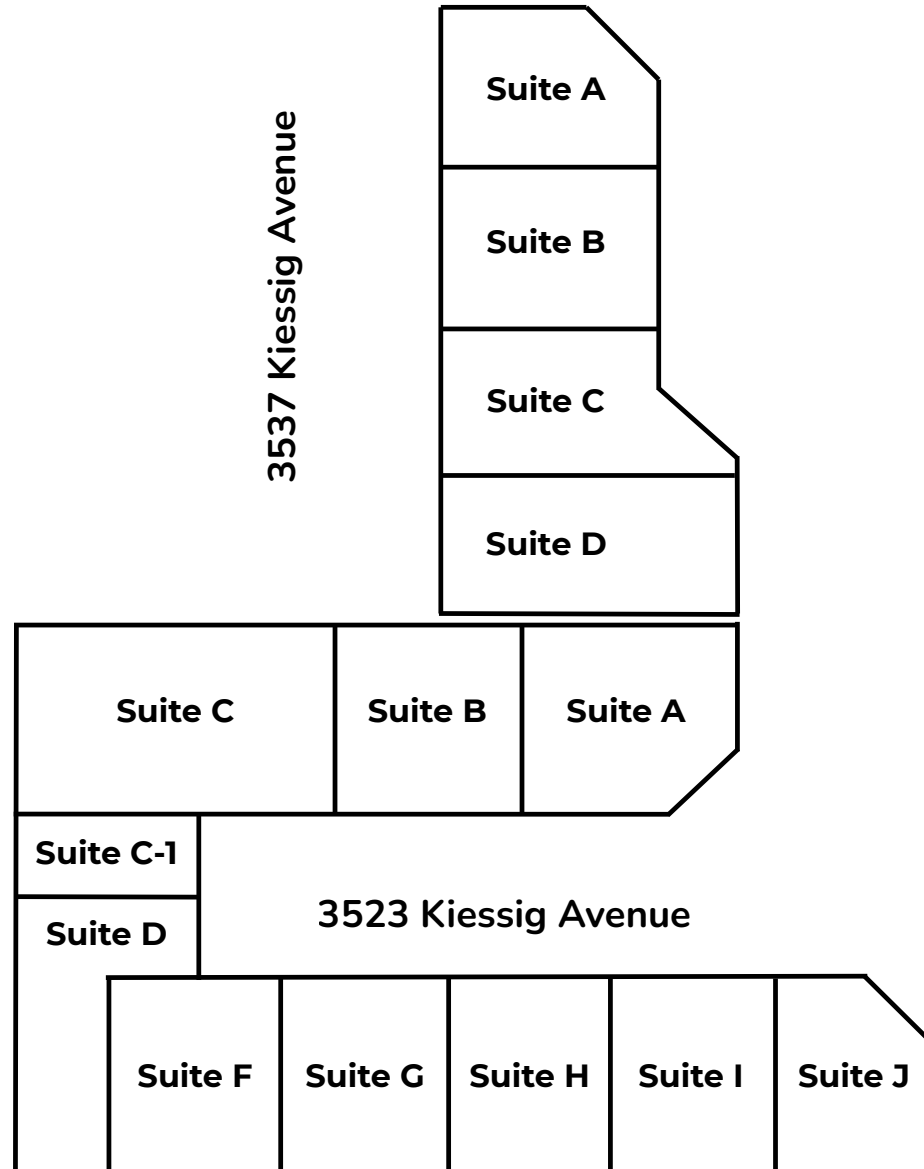 Suite A
3537 Kiessig Avenue
Suite B
Suite C
Suite D
Suite C
Suite B
Suite A
Suite C-1
3523 Kiessig Avenue
Suite D
Suite F
Suite G
Suite H
Suite I
Suite J